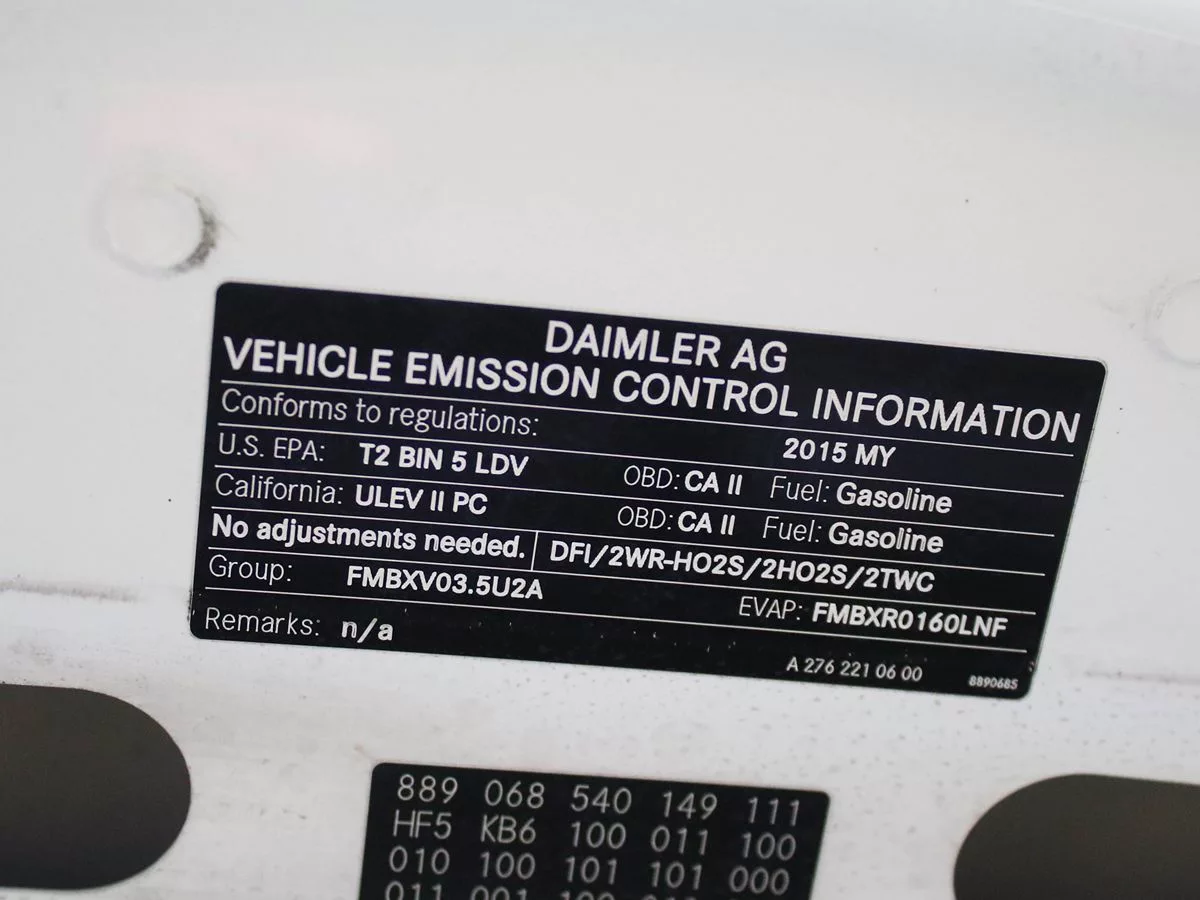 DAIMLER AG
VEHICLE EMISSION CONTROL INFORMATION
Conforms to regulations: 2015 MY
U.S. EPA: T2 BIN 5 LDV OBD: CA II Fuel: Gasoline
California: ULEV II PC OBD: CA II Fuel: Gasoline
No adjustments needed. DFI/2WR-HO2S/2HO2S/2TWC
Group: FMBXV03.5U2A EVAP: FMBXR0160LNF
Remarks: n/a
A 276 221 06 00 8890685
889 068 540 149 111
HF5 KB6 100 011 100
010 100 101 101 000
011 001 100